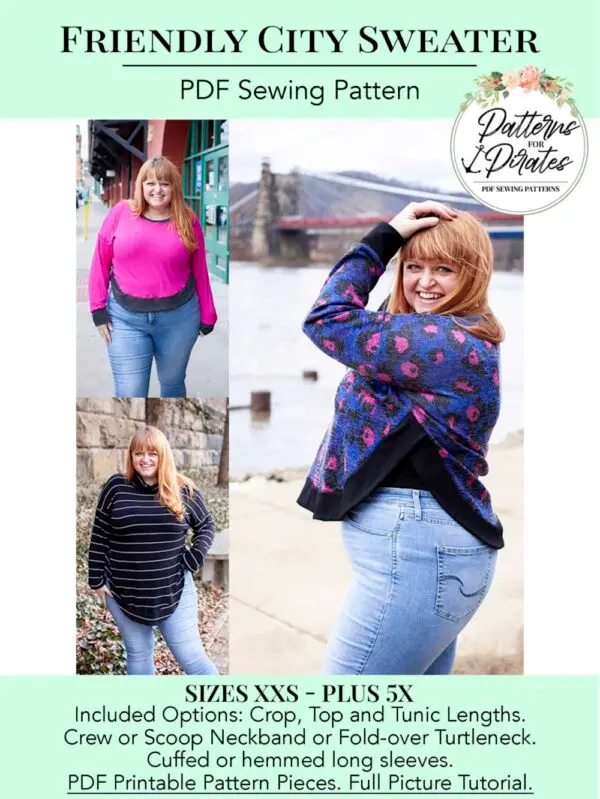 FRIENDLY CITY SWEATER
PDF Sewing Pattern
Patterns
FOR
Pirates
PDF SEWING PATTERNS
SIZES XXS - PLUS 5X
Included Options: Crop, Top and Tunic Lengths.
Crew or Scoop Neckband or Fold-over Turtleneck.
Cuffed or hemmed long sleeves.
PDF Printable Pattern Pieces. Full Picture Tutorial.